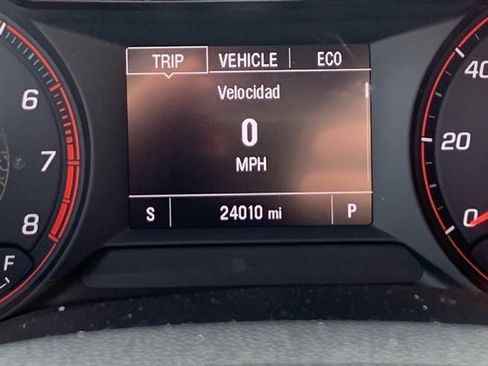 TRIP VEHICLE ECO
Velocidad
0
MPH
S 24010 mi P
6
7
8
F
40
20
0